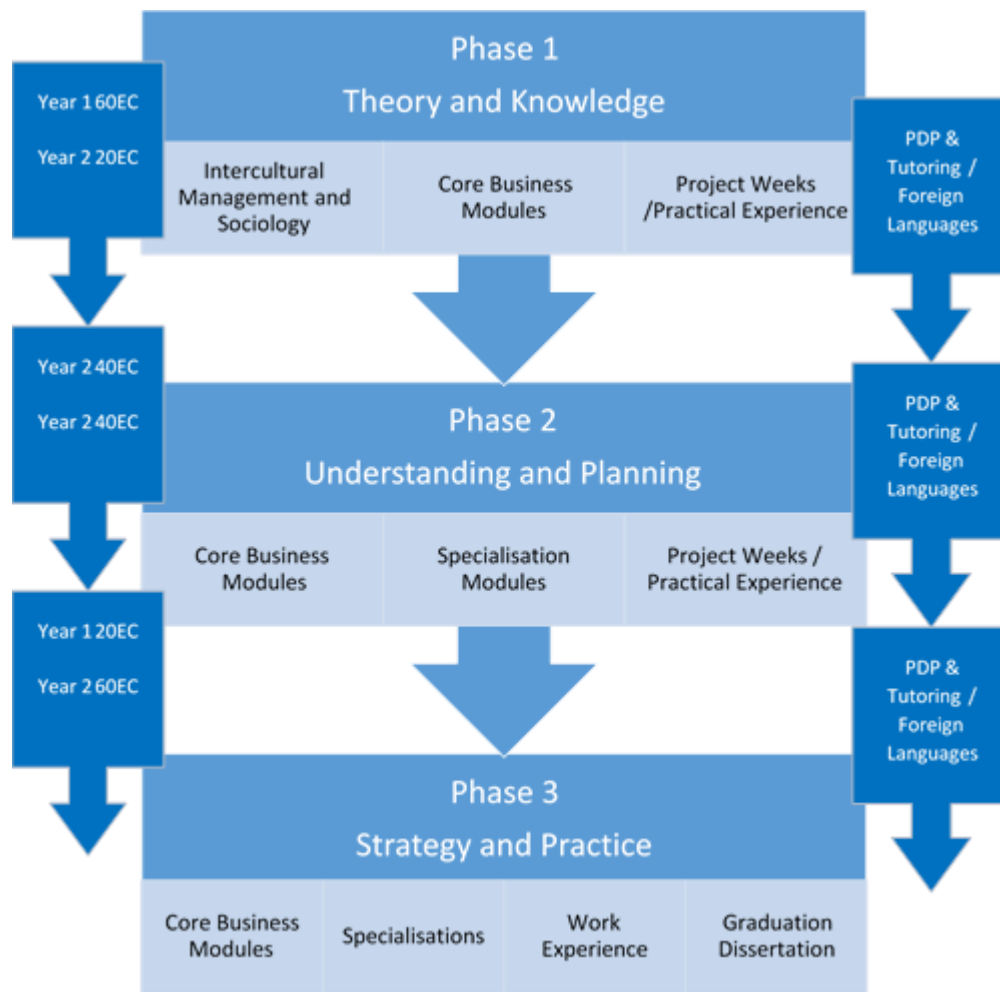 Phase 1
Theory and Knowledge
Year 1 60EC
Year 2 20EC
Intercultural
Management and
Sociology
Core Business
Modules
Project Weeks
/Practical Experience
PDP &
Tutoring /
Foreign
Languages
Phase 2
Understanding and Planning
Year 2 40EC
Year 2 40EC
Core Business
Modules
Specialisation
Modules
Project Weeks /
Practical Experience
PDP &
Tutoring /
Foreign
Languages
Phase 3
Strategy and Practice
Year 1 20EC
Year 2 60EC
Core Business
Modules
Specialisations
Work
Experience
Graduation
Dissertation
PDP &
Tutoring /
Foreign
Languages